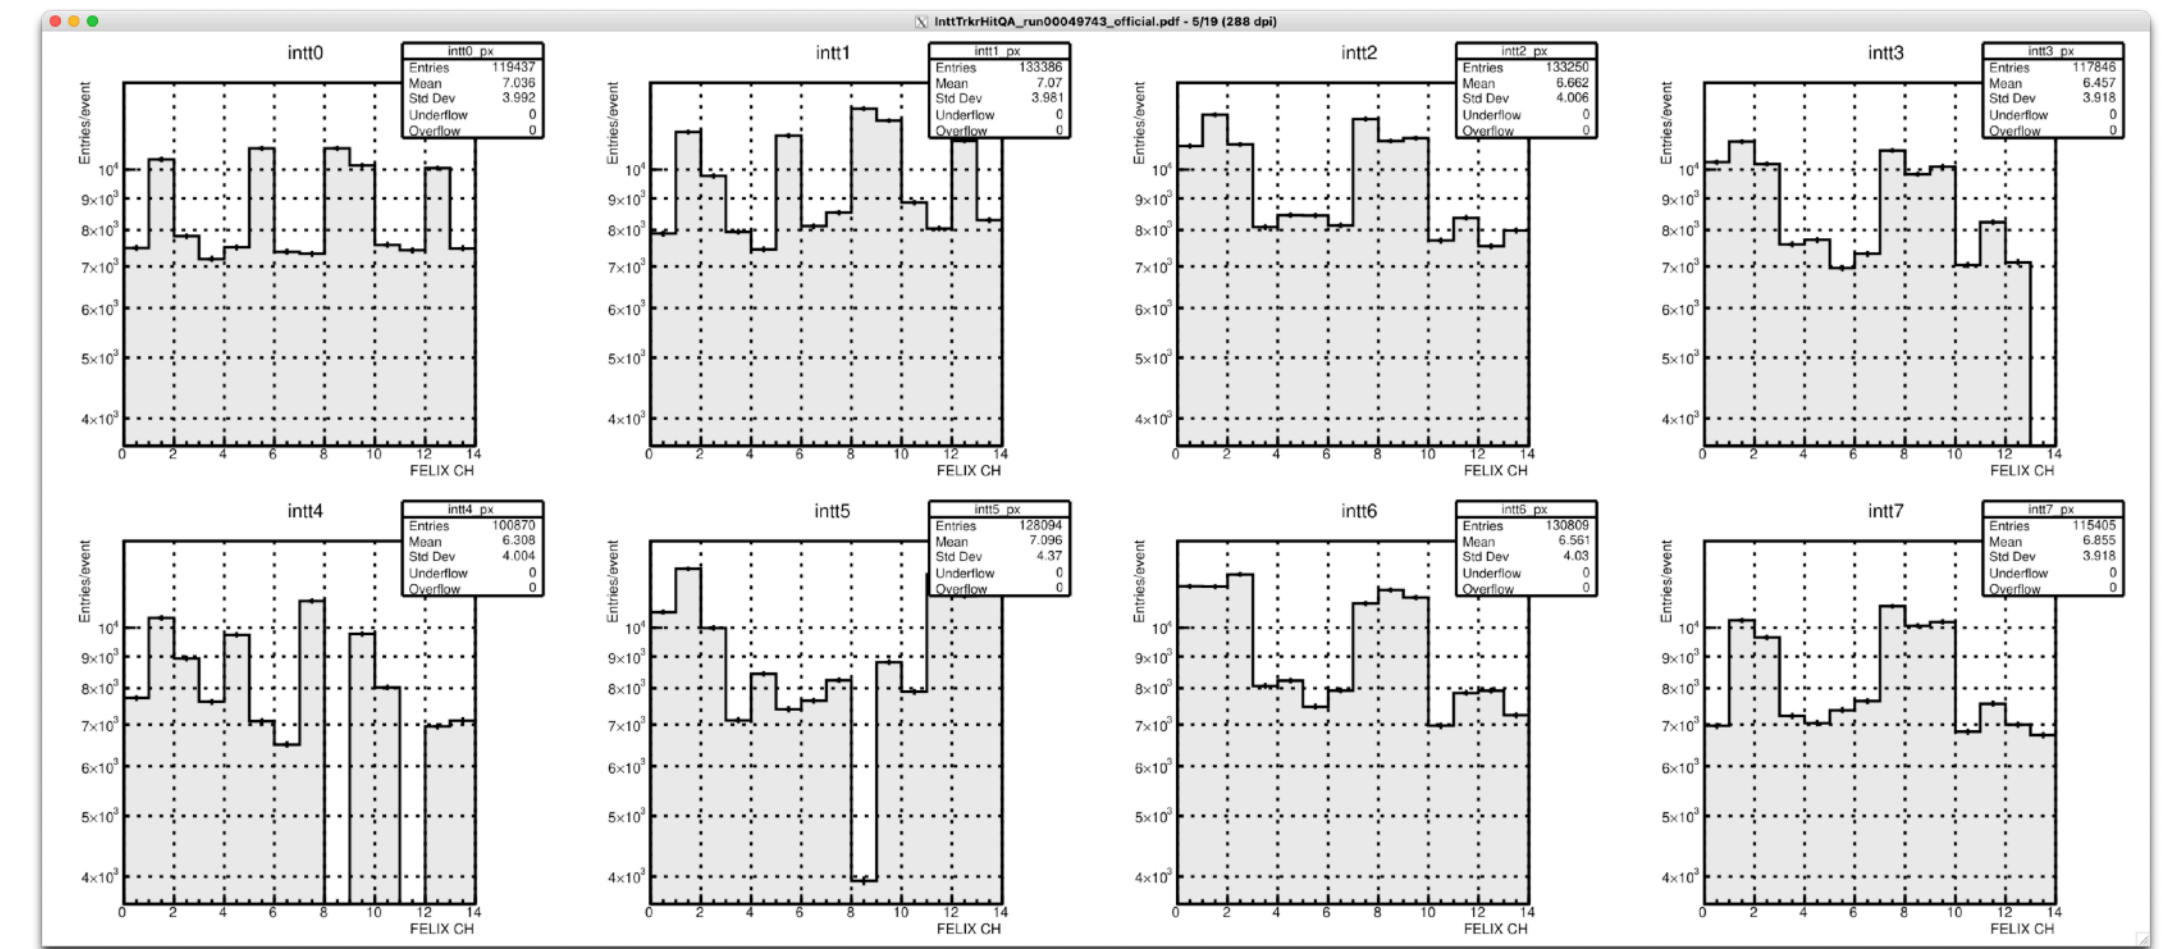 InttTrkrHitQA_run00049743_official.pdf - 5/19 (288 dpi)
intt0
intt0_px
Entries 119437
Mean 7.036
Std Dev 3.992
Underflow 0
Overflow 0
Entries/event
10⁴
9×10³
8×10³
7×10³
6×10³
5×10³
4×10³
0 2 4 6 8 10 12 14
FELIX CH
intt1
intt1_px
Entries 133386
Mean 7.07
Std Dev 3.981
Underflow 0
Overflow 0
Entries/event
10⁴
9×10³
8×10³
7×10³
6×10³
5×10³
4×10³
0 2 4 6 8 10 12 14
FELIX CH
intt2
intt2_px
Entries 133250
Mean 6.662
Std Dev 4.006
Underflow 0
Overflow 0
Entries/event
10⁴
9×10³
8×10³
7×10³
6×10³
5×10³
4×10³
0 2 4 6 8 10 12 14
FELIX CH
intt3
intt3_px
Entries 117846
Mean 6.457
Std Dev 3.918
Underflow 0
Overflow 0
Entries/event
10⁴
9×10³
8×10³
7×10³
6×10³
5×10³
4×10³
0 2 4 6 8 10 12 14
FELIX CH
intt4
intt4_px
Entries 100870
Mean 6.308
Std Dev 4.004
Underflow 0
Overflow 0
Entries/event
10⁴
9×10³
8×10³
7×10³
6×10³
5×10³
4×10³
0 2 4 6 8 10 12 14
FELIX CH
intt5
intt5_px
Entries 128094
Mean 7.096
Std Dev 4.37
Underflow 0
Overflow 0
Entries/event
10⁴
9×10³
8×10³
7×10³
6×10³
5×10³
4×10³
0 2 4 6 8 10 12 14
FELIX CH
intt6
intt6_px
Entries 130809
Mean 6.561
Std Dev 4.03
Underflow 0
Overflow 0
Entries/event
10⁴
9×10³
8×10³
7×10³
6×10³
5×10³
4×10³
0 2 4 6 8 10 12 14
FELIX CH
intt7
intt7_px
Entries 115405
Mean 6.855
Std Dev 3.918
Underflow 0
Overflow 0
Entries/event
10⁴
9×10³
8×10³
7×10³
6×10³
5×10³
4×10³
0 2 4 6 8 10 12 14
FELIX CH